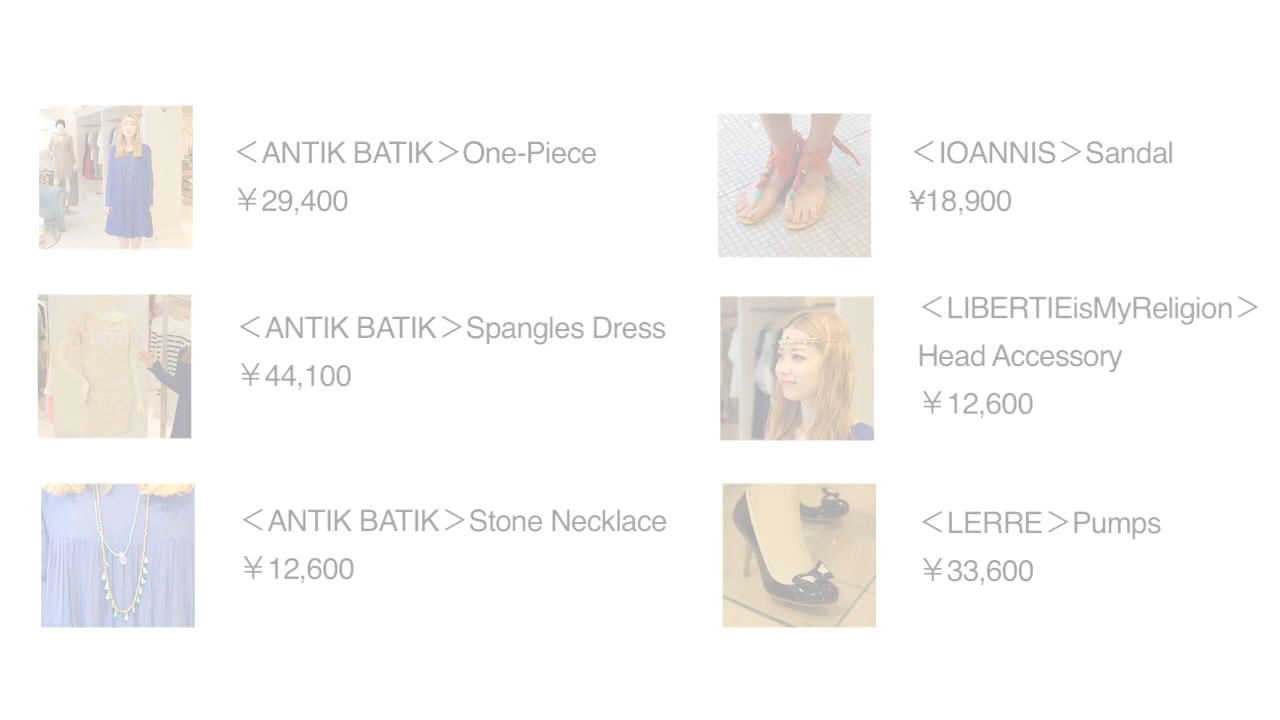 ＜ANTIK BATIK＞One-Piece
￥29,400
＜ANTIK BATIK＞Spangles Dress
￥44,100
＜ANTIK BATIK＞Stone Necklace
￥12,600
＜IOANNIS＞Sandal
¥18,900
＜LIBERTIEisMyReligion＞
Head Accessory
￥12,600
＜LERRE＞Pumps
￥33,600